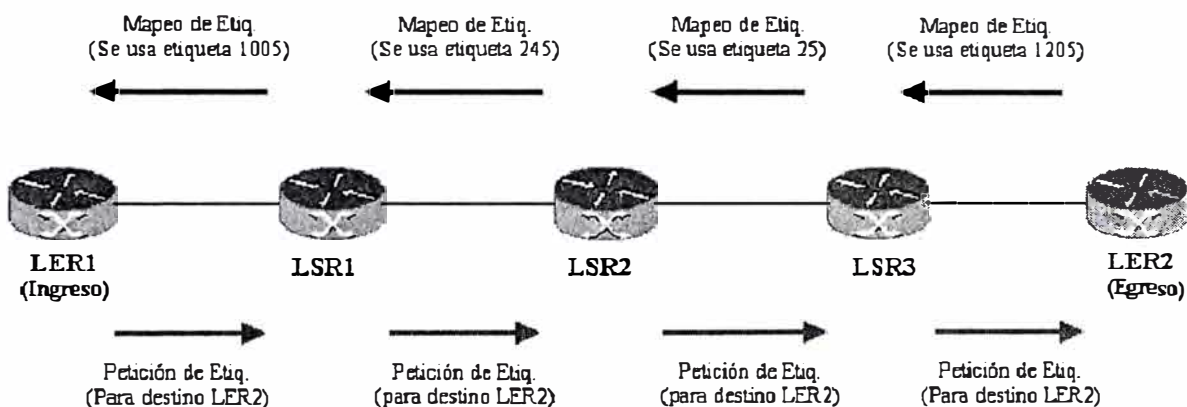 Mapeo de Etiq.
(Se usa etiqueta 1005)
Mapeo de Etiq.
(Se usa etiqueta 245)
Mapeo de Etiq.
(Se usa etiqueta 25)
Mapeo de Etiq.
(Se usa etiqueta 1205)
LER1
(Ingreso)
LSR1
LSR2
LSR3
LER2
(Egreso)
Petición de Etiq.
(Para destino LER2)
Petición de Etiq.
(para destino LER2)
Petición de Etiq.
(para destino LER2)
Petición de Etiq.
(Para destino LER2)